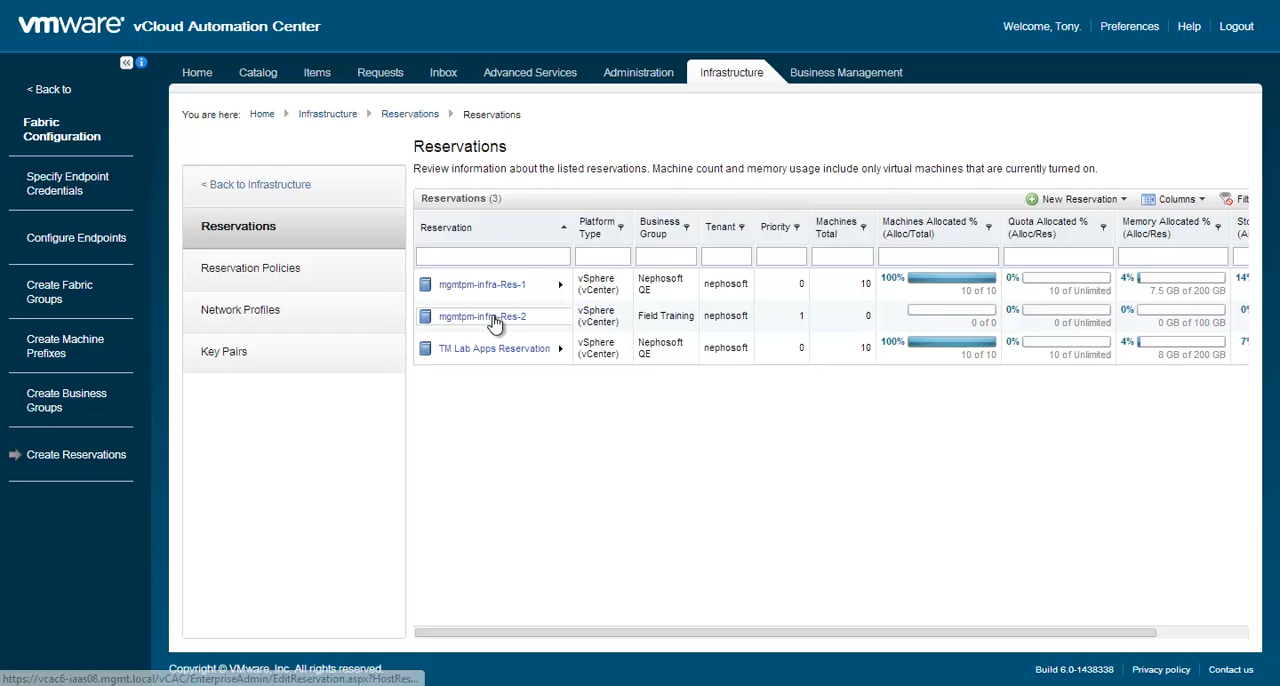 vmware® vCloud Automation Center
Welcome, Tony. Preferences Help Logout
« i
< Back to
Fabric
Configuration
Specify Endpoint
Credentials
Configure Endpoints
Create Fabric
Groups
Create Machine
Prefixes
Create Business
Groups
Create Reservations
Home Catalog Items Requests Inbox Advanced Services Administration Infrastructure Business Management
You are here: Home Infrastructure Reservations Reservations
< Back to Infrastructure
Reservations
Reservation Policies
Network Profiles
Key Pairs
Reservations
Review information about the listed reservations. Machine count and memory usage include only virtual machines that are currently turned on.
Reservations (3) New Reservation Columns Filt
Reservation Platform Type Business Group Tenant Priority Machines Total Machines Allocated % (Alloc/Total) Quota Allocated % (Alloc/Res) Memory Allocated % (Alloc/Res) Sto (A
mgmtpm-infra-Res-1 vSphere (vCenter) Nephosoft QE nephosoft 0 10 100% 10 of 10 0% 10 of Unlimited 4% 7.5 GB of 200 GB 14%
mgmtpm-infra-Res-2 vSphere (vCenter) Field Training nephosoft 1 0 0 of 0 0% 0 of Unlimited 0% 0 GB of 100 GB 0%
TM Lab Apps Reservation vSphere (vCenter) Nephosoft QE nephosoft 0 10 100% 10 of 10 0% 10 of Unlimited 4% 8 GB of 200 GB 7%
Copyright © VMware, Inc. All rights reserved.
Build 6.0-1438338 Privacy policy Contact us
https://vcac6-iaas08.mgmt.local/vCAC/EnterpriseAdmin/EditReservation.aspx?HostRes...